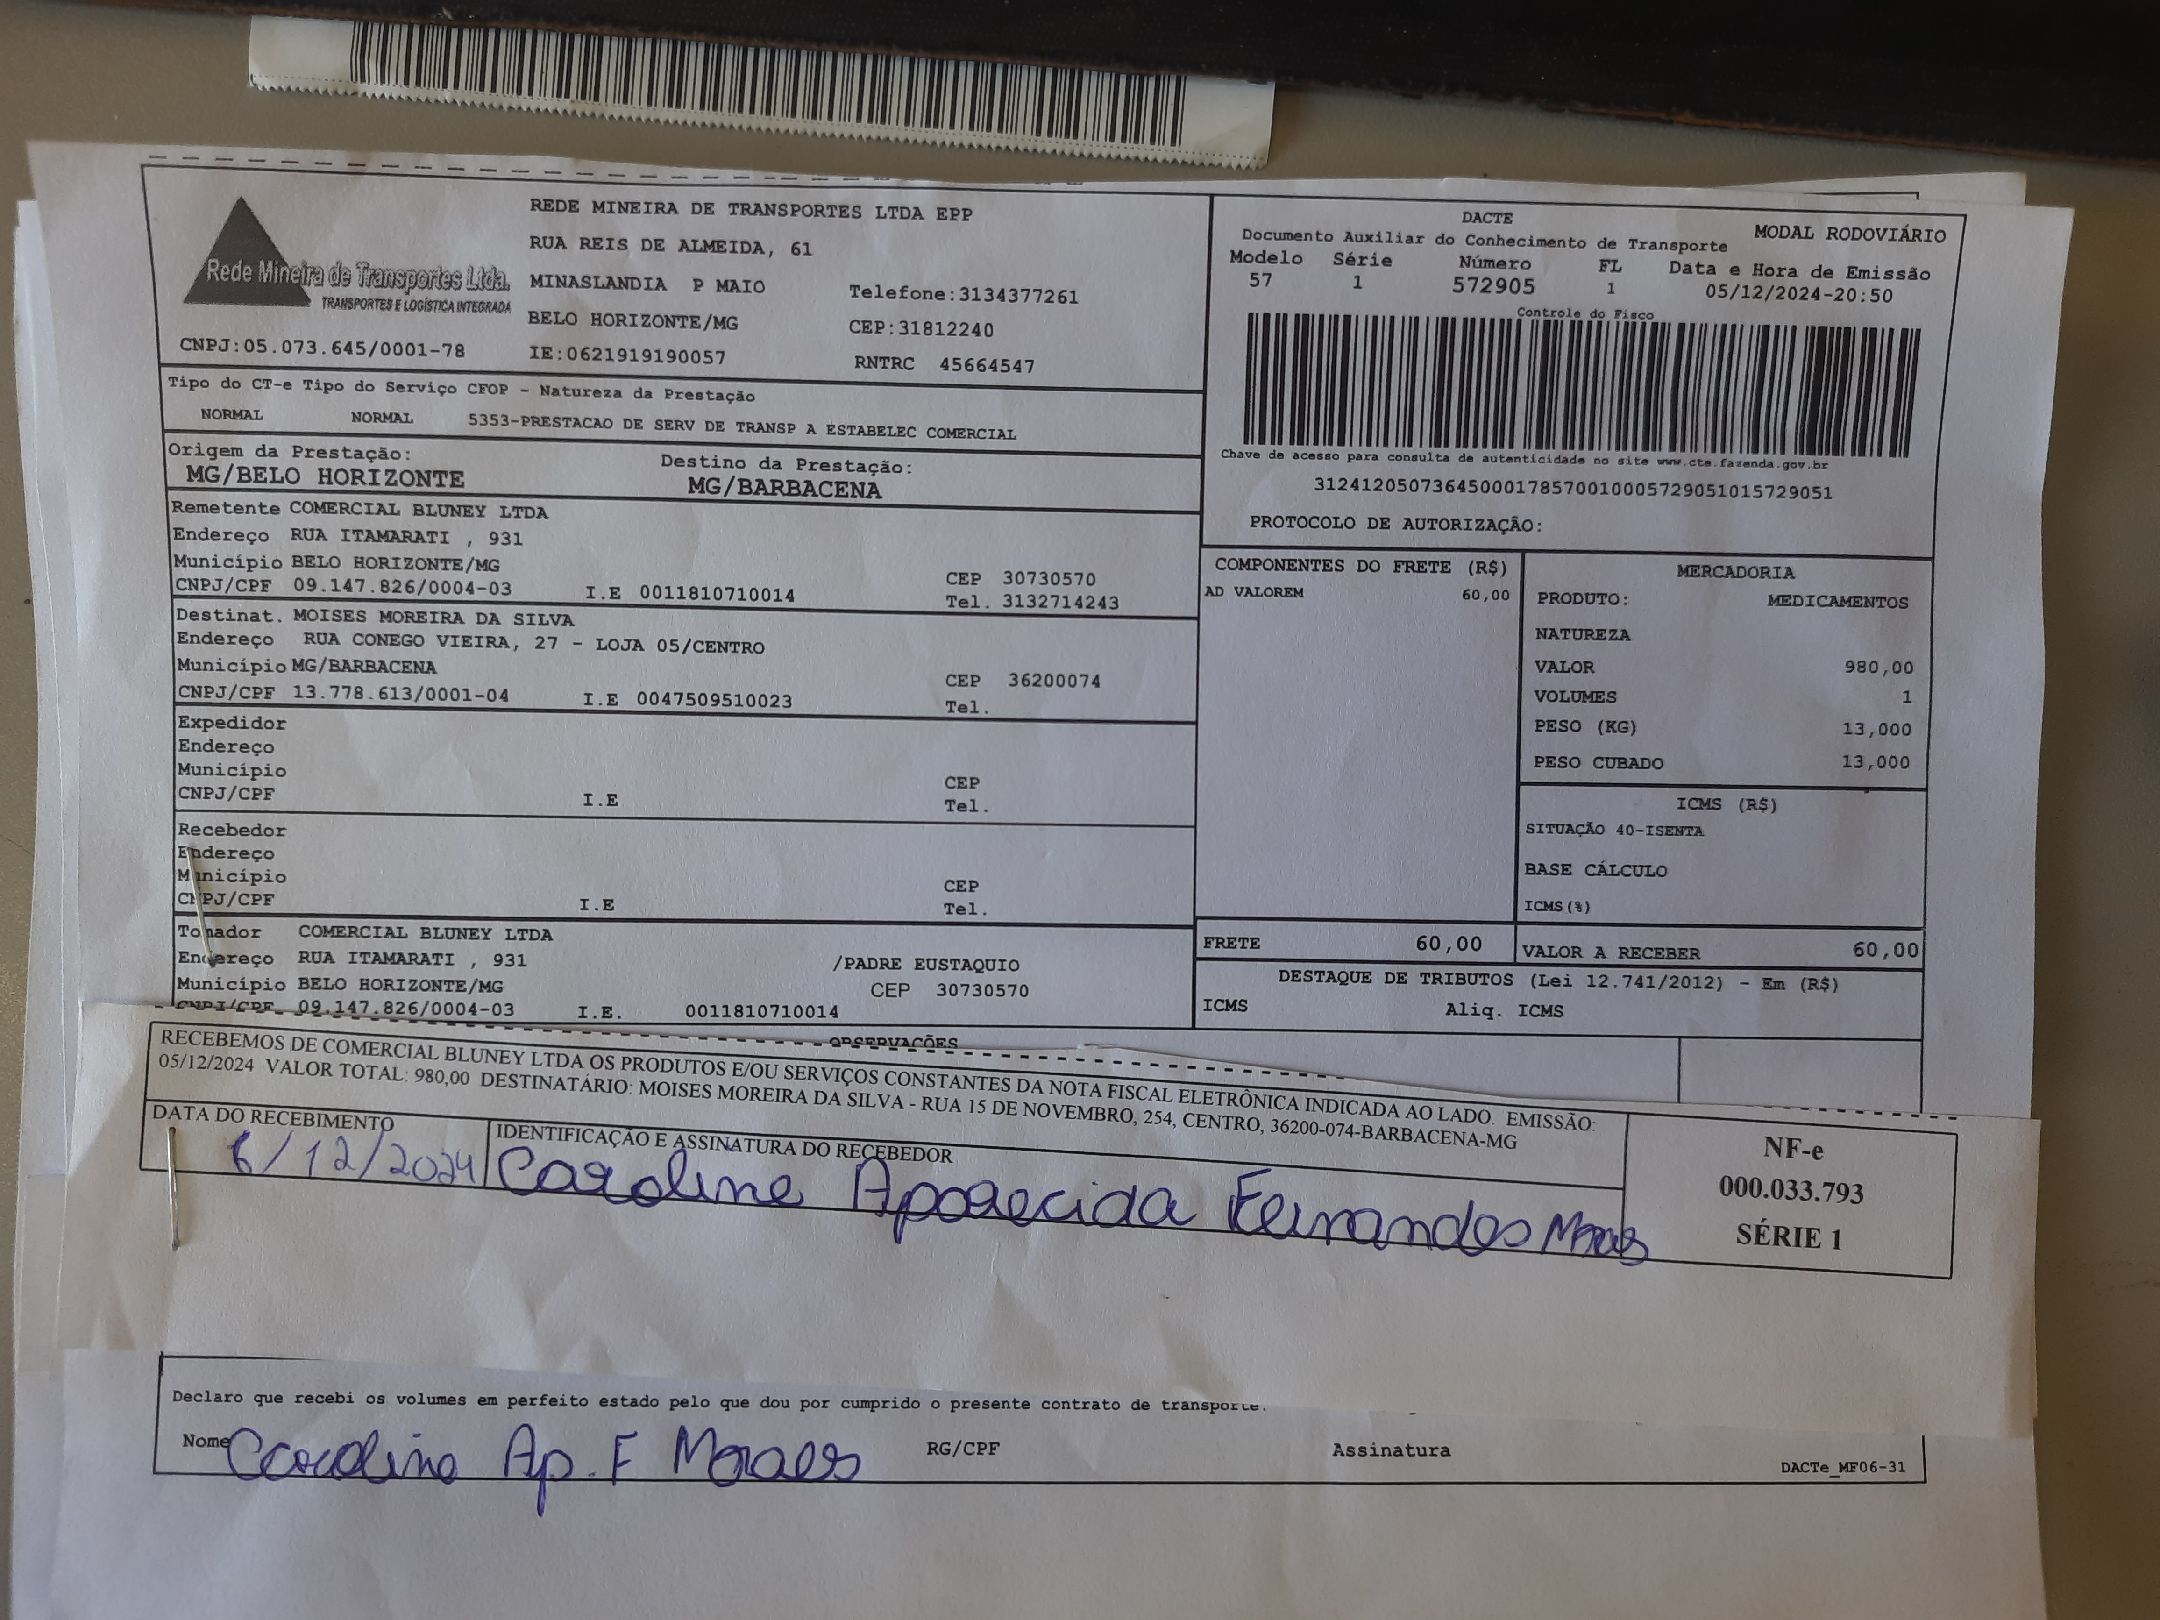 REDE MINEIRA DE TRANSPORTES LTDA EPP
RUA REIS DE ALMEIDA, 61
MINASLANDIA P MAIO Telefone:3134377261
BELO HORIZONTE/MG CEP:31812240
IE:0621919190057 RNTRC 45664547
Rede Mineira de Transportes Ltda.
TRANSPORTES E LOGÍSTICA INTEGRADA
CNPJ:05.073.645/0001-78
DACTE
MODAL RODOVIÁRIO
Documento Auxiliar do Conhecimento de Transporte
Modelo Série Número FL Data e Hora de Emissão
57 1 572905 1 05/12/2024-20:50
Controle do Fisco
Chave de acesso para consulta de autenticidade no site www.cte.fazenda.gov.br
31241205073645000178570010005729051015729051
PROTOCOLO DE AUTORIZAÇÃO:
Tipo do CT-e Tipo do Serviço CFOP - Natureza da Prestação
NORMAL NORMAL 5353-PRESTACAO DE SERV DE TRANSP A ESTABELEC COMERCIAL
Origem da Prestação: Destino da Prestação:
MG/BELO HORIZONTE MG/BARBACENA
Remetente COMERCIAL BLUNEY LTDA
Endereço RUA ITAMARATI , 931
Município BELO HORIZONTE/MG CEP 30730570
CNPJ/CPF 09.147.826/0004-03 I.E 0011810710014 Tel. 3132714243
Destinat. MOISES MOREIRA DA SILVA
Endereço RUA CONEGO VIEIRA, 27 - LOJA 05/CENTRO
Município MG/BARBACENA CEP 36200074
CNPJ/CPF 13.778.613/0001-04 I.E 0047509510023 Tel.
Expedidor
Endereço
Município CEP
CNPJ/CPF I.E Tel.
Recebedor
Endereço
Município CEP
CNPJ/CPF I.E Tel.
Tomador COMERCIAL BLUNEY LTDA
Endereço RUA ITAMARATI , 931 /PADRE EUSTAQUIO
Município BELO HORIZONTE/MG CEP 30730570
CNPJ/CPF 09.147.826/0004-03 I.E. 0011810710014
COMPONENTES DO FRETE (R$)
AD VALOREM 60,00
MERCADORIA
PRODUTO: MEDICAMENTOS
NATUREZA
VALOR 980,00
VOLUMES 1
PESO (KG) 13,000
PESO CUBADO 13,000
ICMS (R$)
SITUAÇÃO 40-ISENTA
BASE CÁLCULO
ICMS(%)
FRETE 60,00 VALOR A RECEBER 60,00
DESTAQUE DE TRIBUTOS (Lei 12.741/2012) - Em (R$)
ICMS Aliq. ICMS
OBSERVAÇÕES
RECEBEMOS DE COMERCIAL BLUNEY LTDA OS PRODUTOS E/OU SERVIÇOS CONSTANTES DA NOTA FISCAL ELETRÔNICA INDICADA AO LADO. EMISSÃO:
05/12/2024 VALOR TOTAL: 980,00 DESTINATÁRIO: MOISES MOREIRA DA SILVA - RUA 15 DE NOVEMBRO, 254, CENTRO, 36200-074-BARBACENA-MG
DATA DO RECEBIMENTO IDENTIFICAÇÃO E ASSINATURA DO RECEBEDOR
6/12/2024 Caroline Aparecida Fernandes Moraes
NF-e
000.033.793
SÉRIE 1
Declaro que recebi os volumes em perfeito estado pelo que dou por cumprido o presente contrato de transporte.
Nome Caroline Ap. F Moraes RG/CPF Assinatura
DACTe_MF06-31